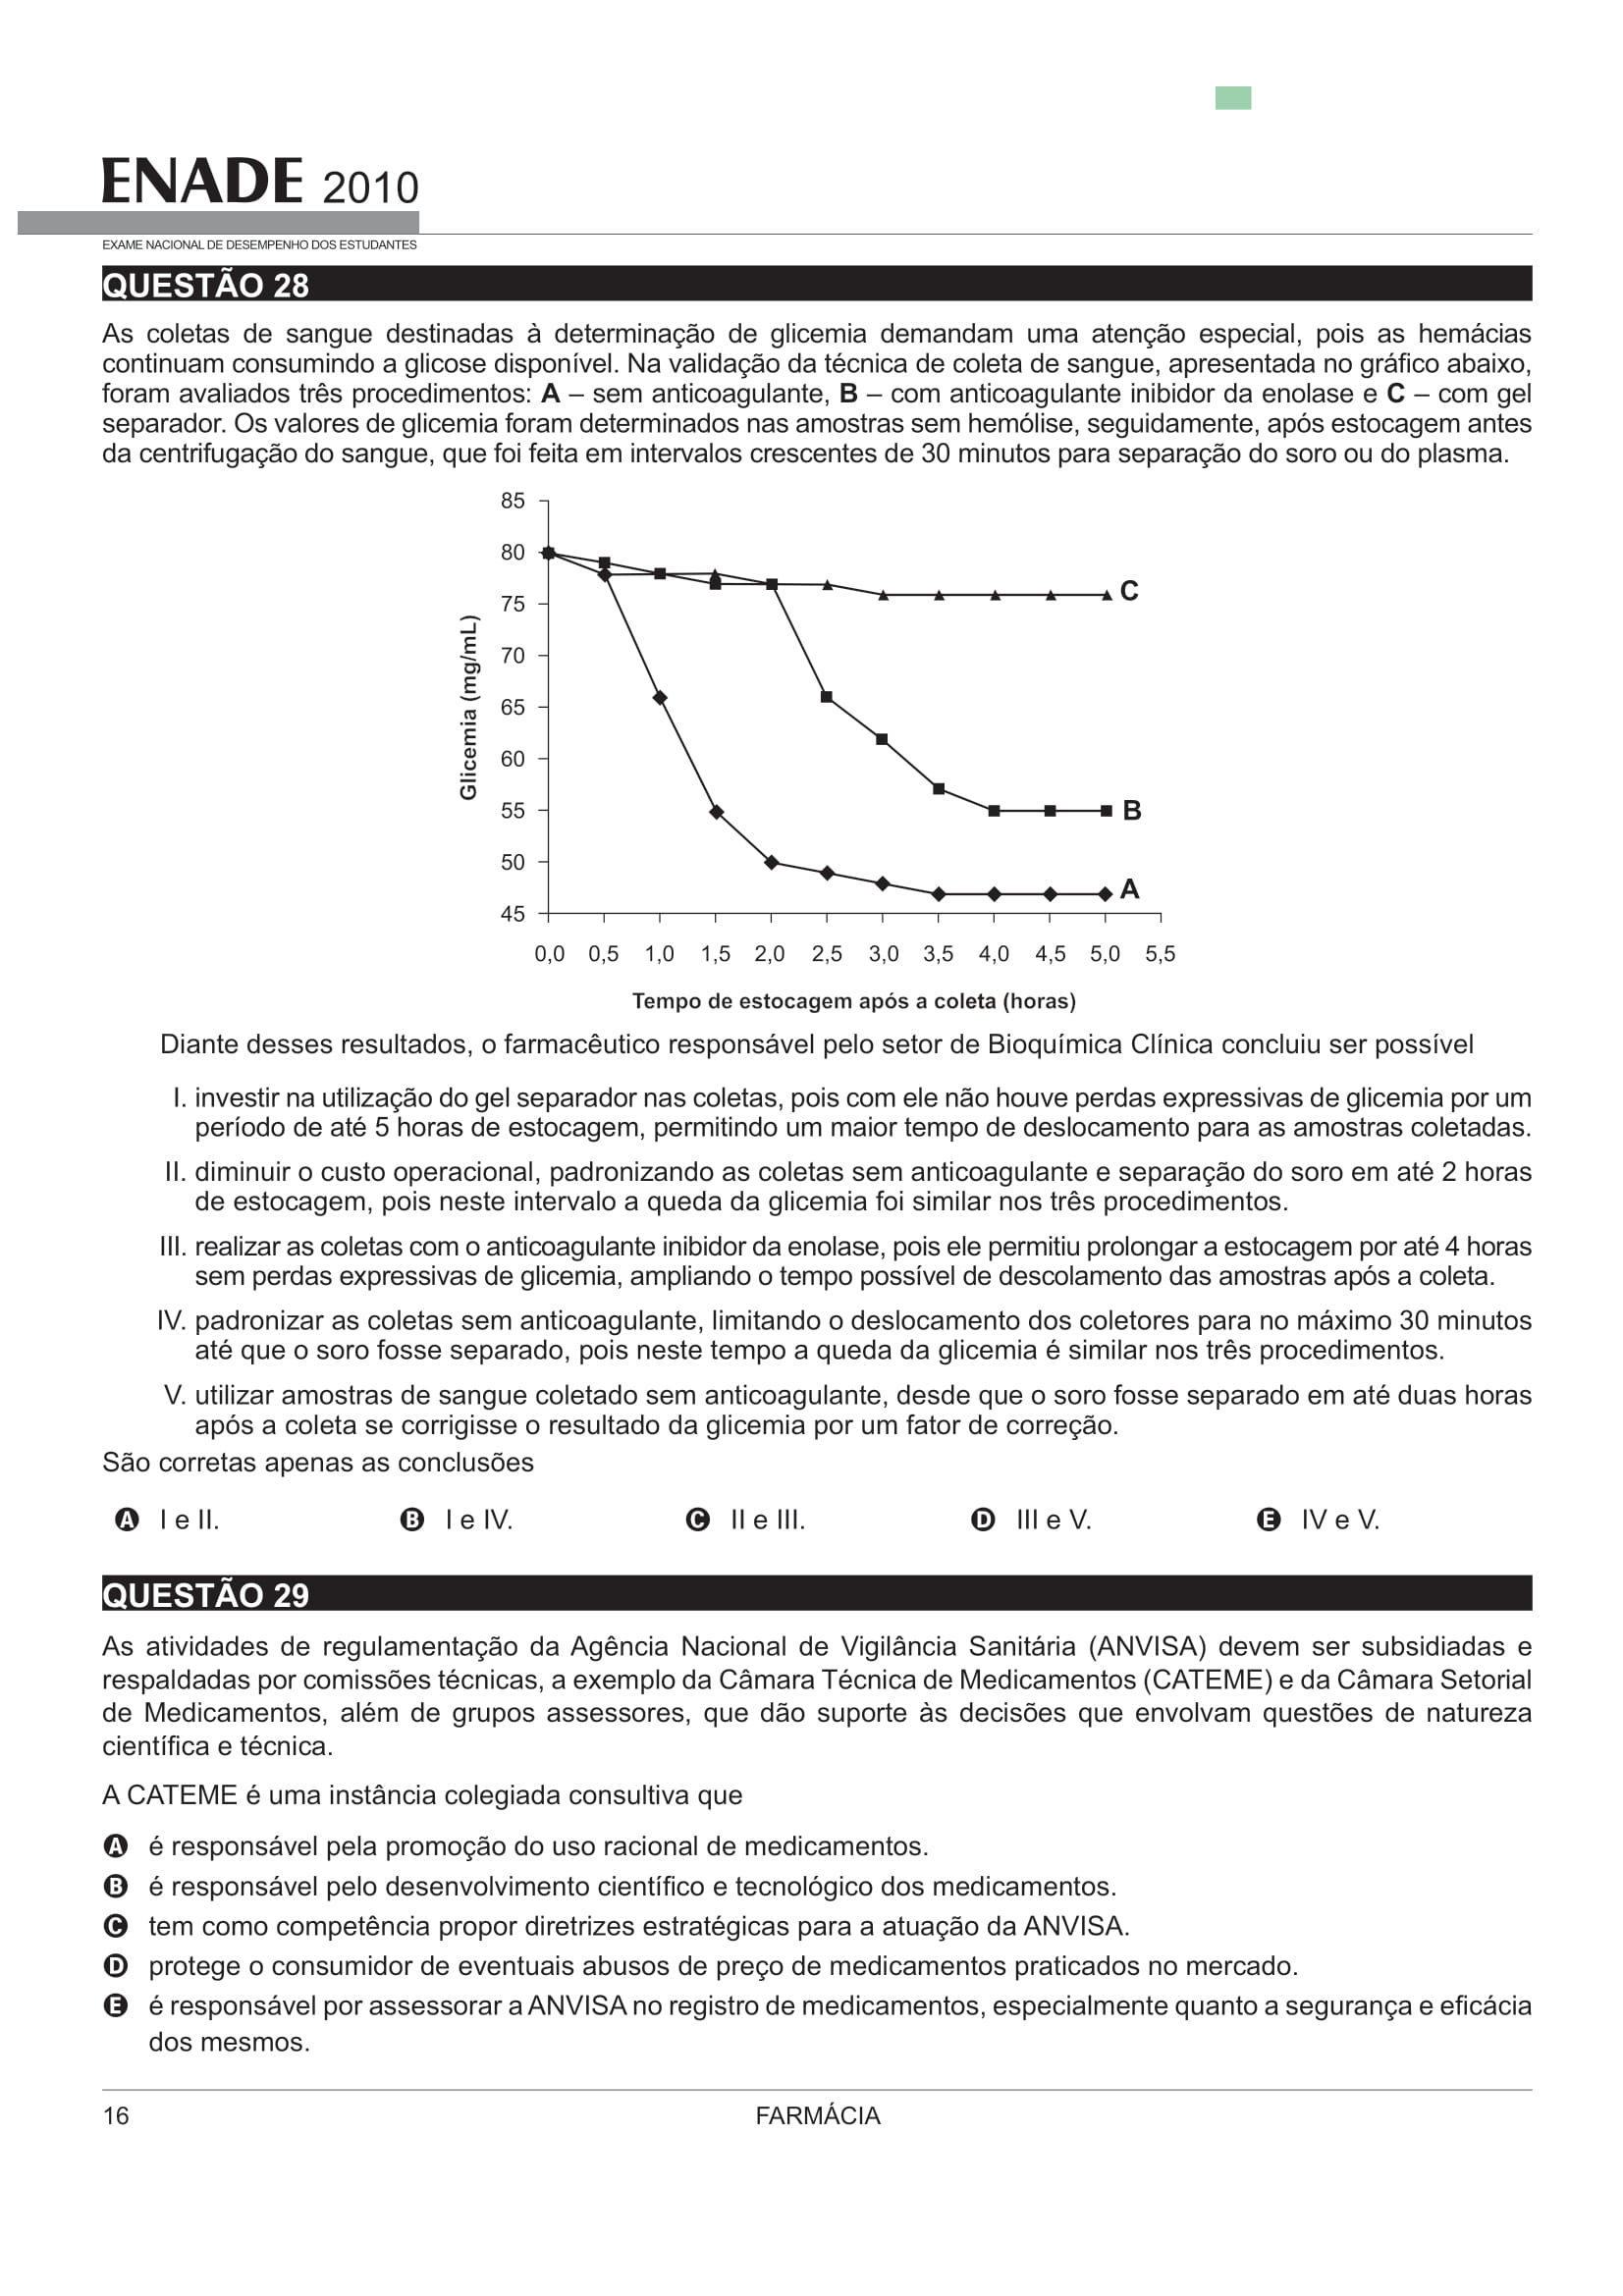 ENADE 2010
EXAME NACIONAL DE DESEMPENHO DOS ESTUDANTES
QUESTÃO 28
As coletas de sangue destinadas à determinação de glicemia demandam uma atenção especial, pois as hemácias
continuam consumindo a glicose disponível. Na validação da técnica de coleta de sangue, apresentada no gráfico abaixo,
foram avaliados três procedimentos: A – sem anticoagulante, B – com anticoagulante inibidor da enolase e C – com gel
separador. Os valores de glicemia foram determinados nas amostras sem hemólise, seguidamente, após estocagem antes
da centrifugação do sangue, que foi feita em intervalos crescentes de 30 minutos para separação do soro ou do plasma.
85
80
75
70
65
60
55
50
45
Glicemia (mg/mL)
C
B
A
0,0 0,5 1,0 1,5 2,0 2,5 3,0 3,5 4,0 4,5 5,0 5,5
Tempo de estocagem após a coleta (horas)
Diante desses resultados, o farmacêutico responsável pelo setor de Bioquímica Clínica concluiu ser possível
I. investir na utilização do gel separador nas coletas, pois com ele não houve perdas expressivas de glicemia por um
período de até 5 horas de estocagem, permitindo um maior tempo de deslocamento para as amostras coletadas.
II. diminuir o custo operacional, padronizando as coletas sem anticoagulante e separação do soro em até 2 horas
de estocagem, pois neste intervalo a queda da glicemia foi similar nos três procedimentos.
III. realizar as coletas com o anticoagulante inibidor da enolase, pois ele permitiu prolongar a estocagem por até 4 horas
sem perdas expressivas de glicemia, ampliando o tempo possível de descolamento das amostras após a coleta.
IV. padronizar as coletas sem anticoagulante, limitando o deslocamento dos coletores para no máximo 30 minutos
até que o soro fosse separado, pois neste tempo a queda da glicemia é similar nos três procedimentos.
V. utilizar amostras de sangue coletado sem anticoagulante, desde que o soro fosse separado em até duas horas
após a coleta se corrigisse o resultado da glicemia por um fator de correção.
São corretas apenas as conclusões
A I e II. B I e IV. C II e III. D III e V. E IV e V.
QUESTÃO 29
As atividades de regulamentação da Agência Nacional de Vigilância Sanitária (ANVISA) devem ser subsidiadas e
respaldadas por comissões técnicas, a exemplo da Câmara Técnica de Medicamentos (CATEME) e da Câmara Setorial
de Medicamentos, além de grupos assessores, que dão suporte às decisões que envolvam questões de natureza
científica e técnica.
A CATEME é uma instância colegiada consultiva que
A é responsável pela promoção do uso racional de medicamentos.
B é responsável pelo desenvolvimento científico e tecnológico dos medicamentos.
C tem como competência propor diretrizes estratégicas para a atuação da ANVISA.
D protege o consumidor de eventuais abusos de preço de medicamentos praticados no mercado.
E é responsável por assessorar a ANVISA no registro de medicamentos, especialmente quanto a segurança e eficácia
dos mesmos.
16
FARMÁCIA